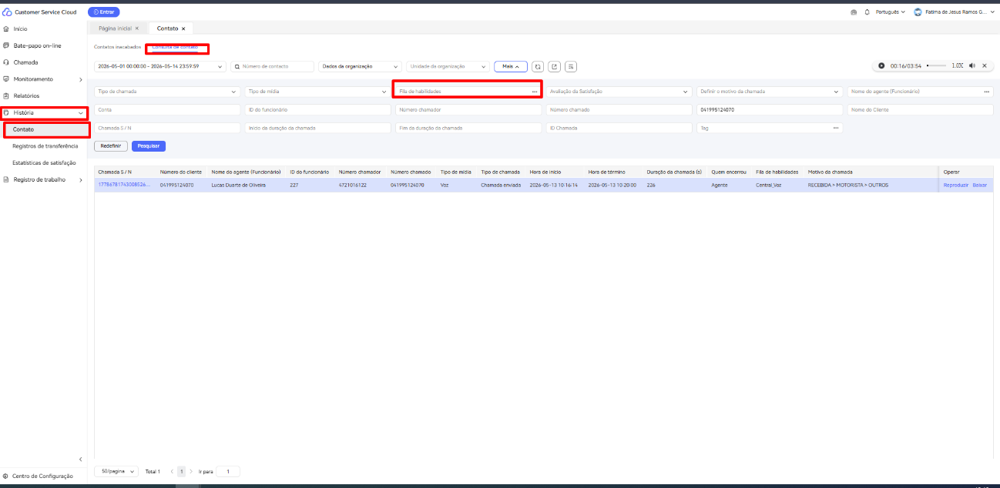 Customer Service Cloud
Entrar
Português
Fatima de Jesus Ramos G...
Início
Bate-papo on-line
Chamada
Monitoramento
Relatórios
História
Contato
Registros de transferência
Estatísticas de satisfação
Registro de trabalho
Centro de Configuração
Página inicial ×
Contato ×
Contatos inacabados
Consulta de contato
2026-05-01 00:00:00 - 2026-05-14 23:59:59
Número de contacto
Dados da organização
Unidade da organização
Mais
00:16/03:54
1.0X
Tipo de chamada
Tipo de mídia
Fila de habilidades
Avaliação da Satisfação
Definir o motivo da chamada
Nome do agente (Funcionário)
Conta
ID do funcionário
Número chamador
Número chamado
041995124070
Nome do Cliente
Chamada S / N
Início da duração da chamada
Fim da duração da chamada
ID Chamada
Tag
Redefinir
Pesquisar
Chamada S / N Número do cliente Nome do agente (Funcionário) ID do funcionário Número chamador Número chamado Tipo de mídia Tipo de chamada Hora de início Hora de término Duração da chamada (s) Quem encerrou Fila de habilidades Motivo da chamada Operar
17786781743008526... 041995124070 Lucas Duarte de Oliveira 227 4721016122 041995124070 Voz Chamada enviada 2026-05-13 10:16:14 2026-05-13 10:20:00 226 Agente Central_Voz RECEBIDA > MOTORISTA > OUTROS Reproduzir Baixar
50/pagina
Total 1
1
Ir para
1